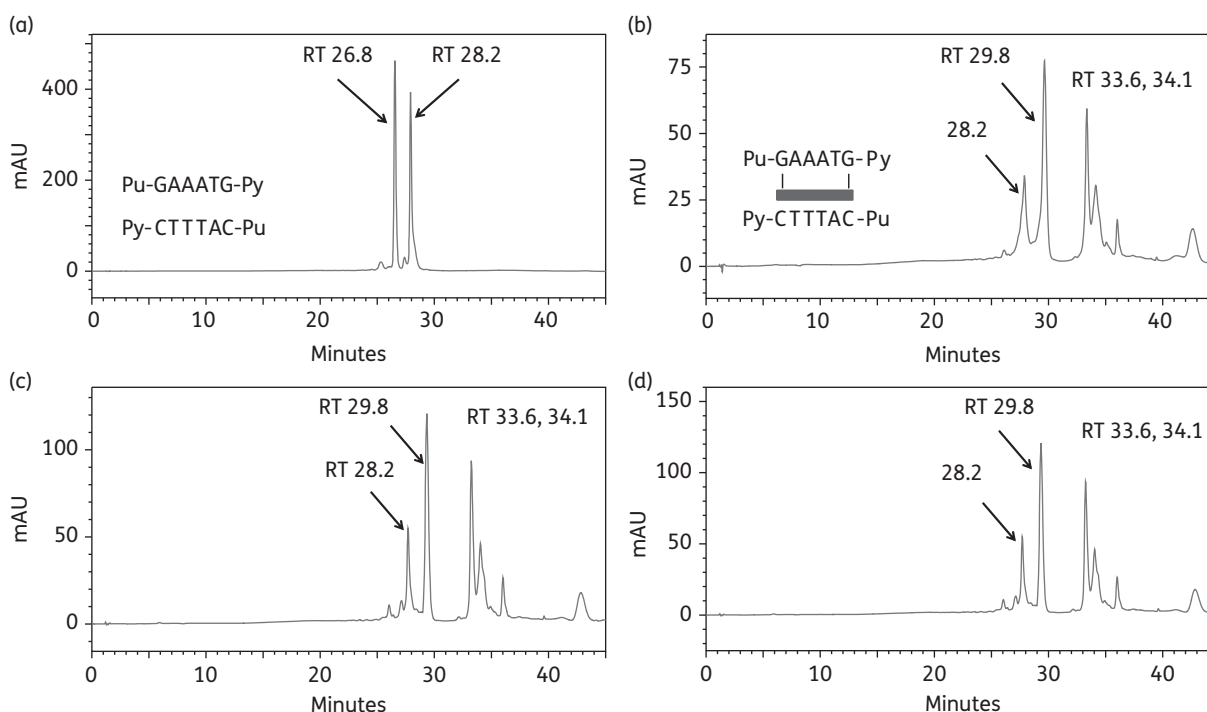 (a)
RT 26.8
RT 28.2
400
200
0
mAU
Pu-GAAATG-Py
Py-CTTTAC-Pu
0 10 20 30 40
Minutes
(b)
RT 29.8
RT 33.6, 34.1
28.2
75
50
25
0
mAU
Pu-GAAATG-Py
Py-CTTTAC-Pu
0 10 20 30 40
Minutes
(c)
RT 29.8
RT 33.6, 34.1
RT 28.2
100
50
0
mAU
0 10 20 30 40
Minutes
(d)
RT 29.8
RT 33.6, 34.1
28.2
150
100
50
0
mAU
0 10 20 30 40
Minutes